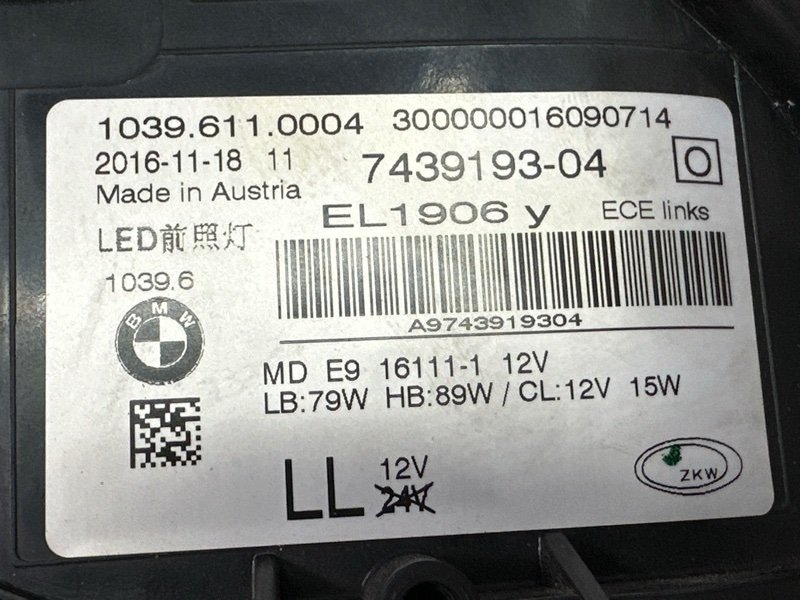 1039.611.0004 300000016090714
2016-11-18 11 7439193-04 O
Made in Austria
EL1906 y ECE links
LED前照灯
1039.6
BMW
A9743919304
MD E9 16111-1 12V
LB:79W HB:89W / CL:12V 15W
LL 12V
24V
ZKW